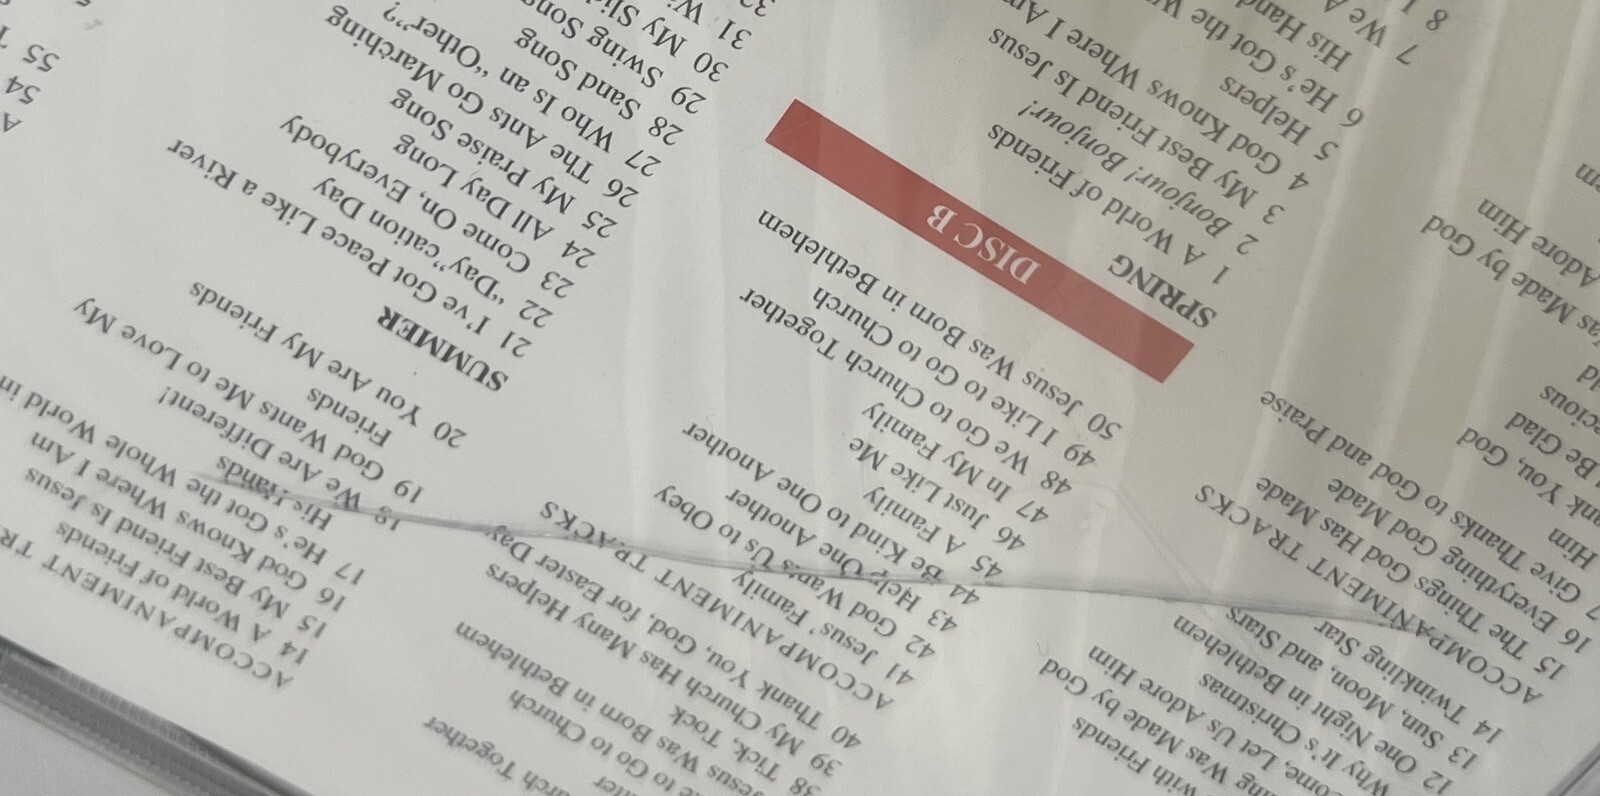 with Friends
Was Made by God
Let Us Adore Him
Why It's Christmas
12 One Night in Bethlehem
13 Sun, Moon, and Stars
14 Twinkling Star
ACCOMPANIMENT TRACKS
15 The Things God Has Made
16 Everything God Made
Give Thanks to God and Praise
Him
You, God
Be Glad
Made by God
Adore Him
to Go to Church
Jesus Was Born in Bethlehem
38 Tick, Tock
39 My Church Has Many Helpers
40 Thank You, God, for Easter Day
ACCOMPANIMENT TRACKS
41 Jesus' Family
42 God Wants Us to Obey
43 Help One Another
44 Be Kind to One Another
45 A Family
46 Just Like Me
47 In My Family
48 We Go to Church Together
49 I Like to Go to Church
50 Jesus Was Born in Bethlehem
DISC B
SPRING
1 A World of Friends
2 Bonjour! Bonjour!
3 My Best Friend Is Jesus
4 God Knows Where I Am
5 Helpers
6 He's Got the
His Hand
7 We
8
ACCOMPANIMENT
14 A World of Friends
15 My Best Friend Is Jesus
16 God Knows Where I Am
17 He's Got the Whole World in
His Hands
18 We Are Different!
19 God Wants Me to Love My
Friends
20 You Are My Friends
SUMMER
21 I've Got Peace Like a River
22 “Day”cation Day
23 Come On, Everybody
24 All Day Long
25 My Praise Song
26 The Ants Go Marching
27 Who Is an “Other”?
28 Sand Song
29 Swing Song
30 My
31
54
55